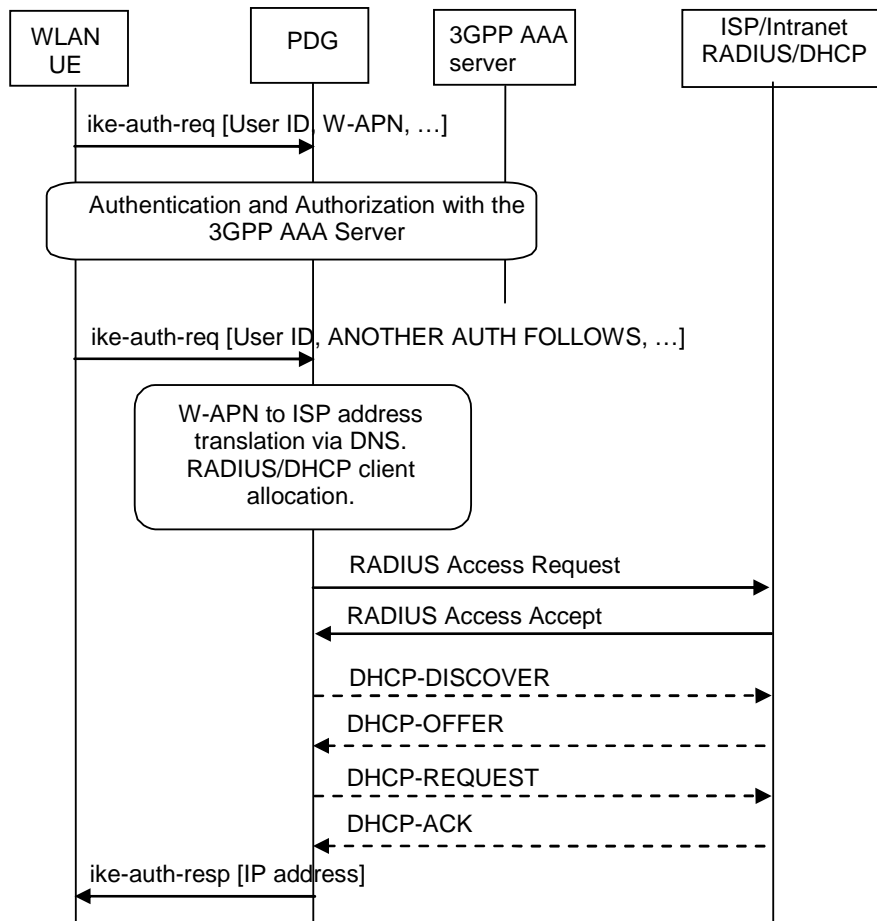 WLAN
UE
PDG
3GPP AAA
server
ISP/Intranet
RADIUS/DHCP
ike-auth-req [User ID, W-APN, …]
Authentication and Authorization with the
3GPP AAA Server
ike-auth-req [User ID, ANOTHER AUTH FOLLOWS, …]
W-APN to ISP address
translation via DNS.
RADIUS/DHCP client
allocation.
RADIUS Access Request
RADIUS Access Accept
DHCP-DISCOVER
DHCP-OFFER
DHCP-REQUEST
DHCP-ACK
ike-auth-resp [IP address]